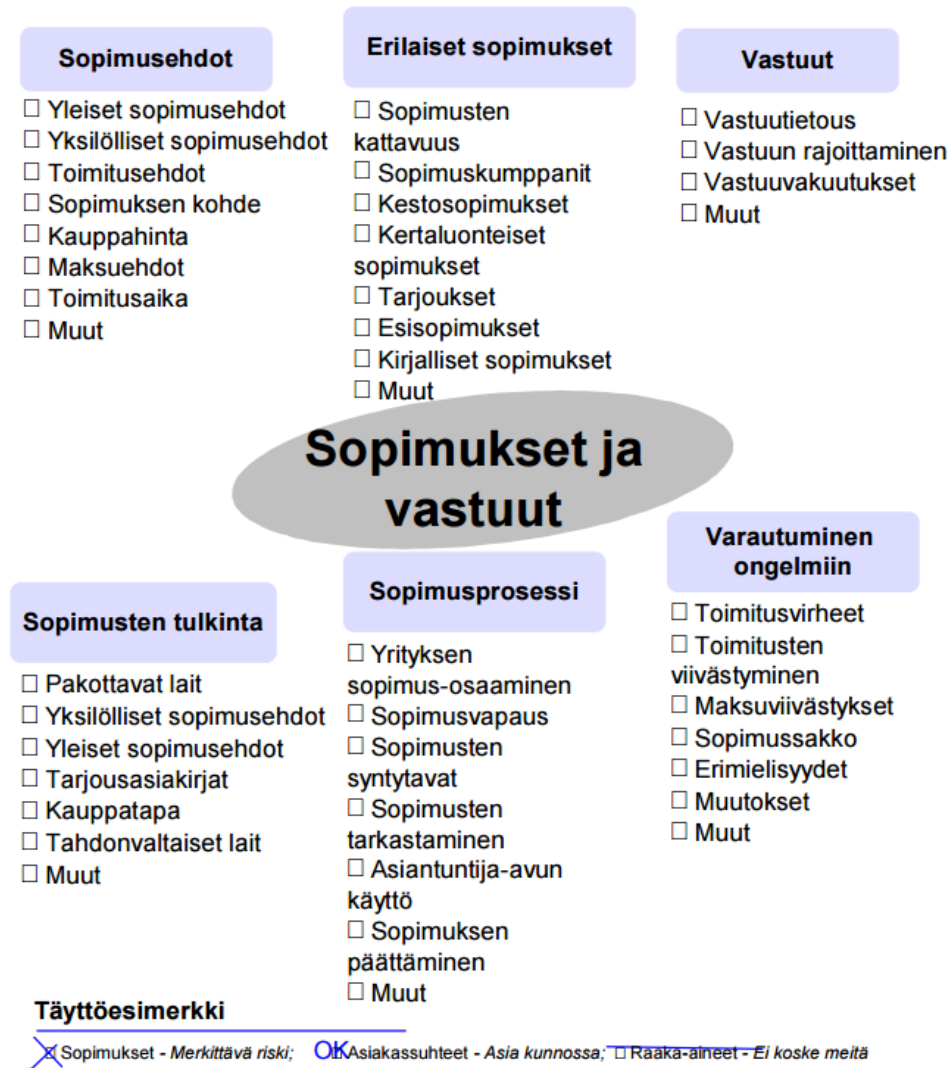 Sopimusehdot
☐ Yleiset sopimusehdot
☐ Yksilölliset sopimusehdot
☐ Toimitusehdot
☐ Sopimuksen kohde
☐ Kauppahinta
☐ Maksuehdot
☐ Toimitusaika
☐ Muut
Erilaiset sopimukset
☐ Sopimusten
kattavuus
☐ Sopimuskumppanit
☐ Kestosopimukset
☐ Kertaluonteiset
sopimukset
☐ Tarjoukset
☐ Esisopimukset
☐ Kirjalliset sopimukset
☐ Muut
Vastuut
☐ Vastuutietous
☐ Vastuun rajoittaminen
☐ Vastuuvakuutukset
☐ Muut
Sopimukset ja
vastuut
Sopimusten tulkinta
☐ Pakottavat lait
☐ Yksilölliset sopimusehdot
☐ Yleiset sopimusehdot
☐ Tarjousasiakirjat
☐ Kauppatapa
☐ Tahdonvaltaiset lait
☐ Muut
Sopimusprosessi
☐ Yrityksen
sopimus-osaaminen
☐ Sopimusvapaus
☐ Sopimusten
syntytavat
☐ Sopimusten
tarkastaminen
☐ Asiantuntija-avun
käyttö
☐ Sopimuksen
päättäminen
☐ Muut
Varautuminen
ongelmiin
☐ Toimitusvirheet
☐ Toimitusten
viivästyminen
☐ Maksuviivästykset
☐ Sopimussakko
☐ Erimielisyydet
☐ Muutokset
☐ Muut
Täyttöesimerkki
☐ Sopimukset - Merkittävä riski; OK ☐ Asiakassuhteet - Asia kunnossa; ☐ Raaka-aineet - Ei koske meitä